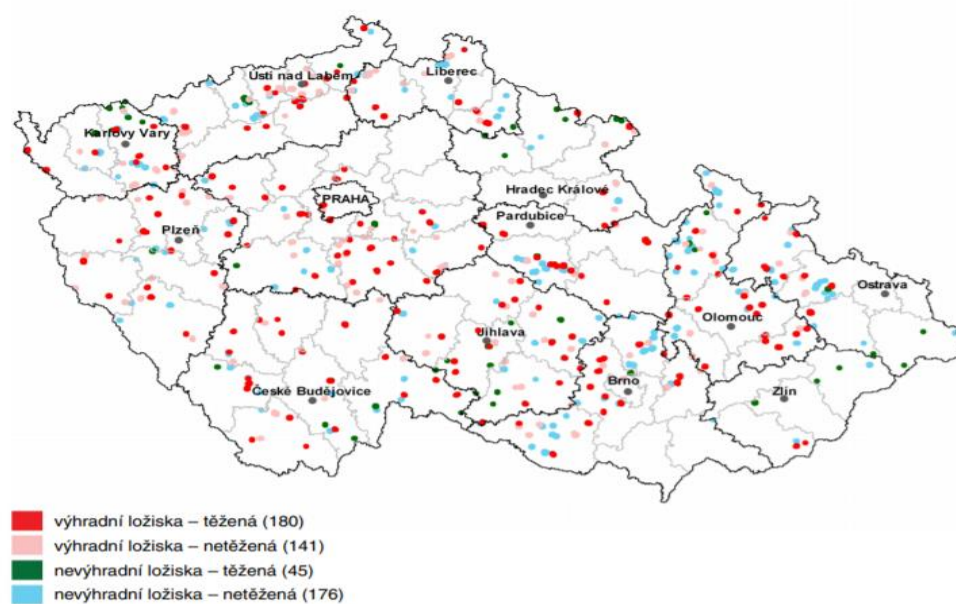 Ústí nad Labem
Liberec
Karlovy Vary
Hradec Králové
PRAHA
Pardubice
Plzeň
Ostrava
Olomouc
Jihlava
České Budějovice
Brno
Zlín
výhradní ložiska – těžená (180)
výhradní ložiska – netěžená (141)
nevýhradní ložiska – těžená (45)
nevýhradní ložiska – netěžená (176)